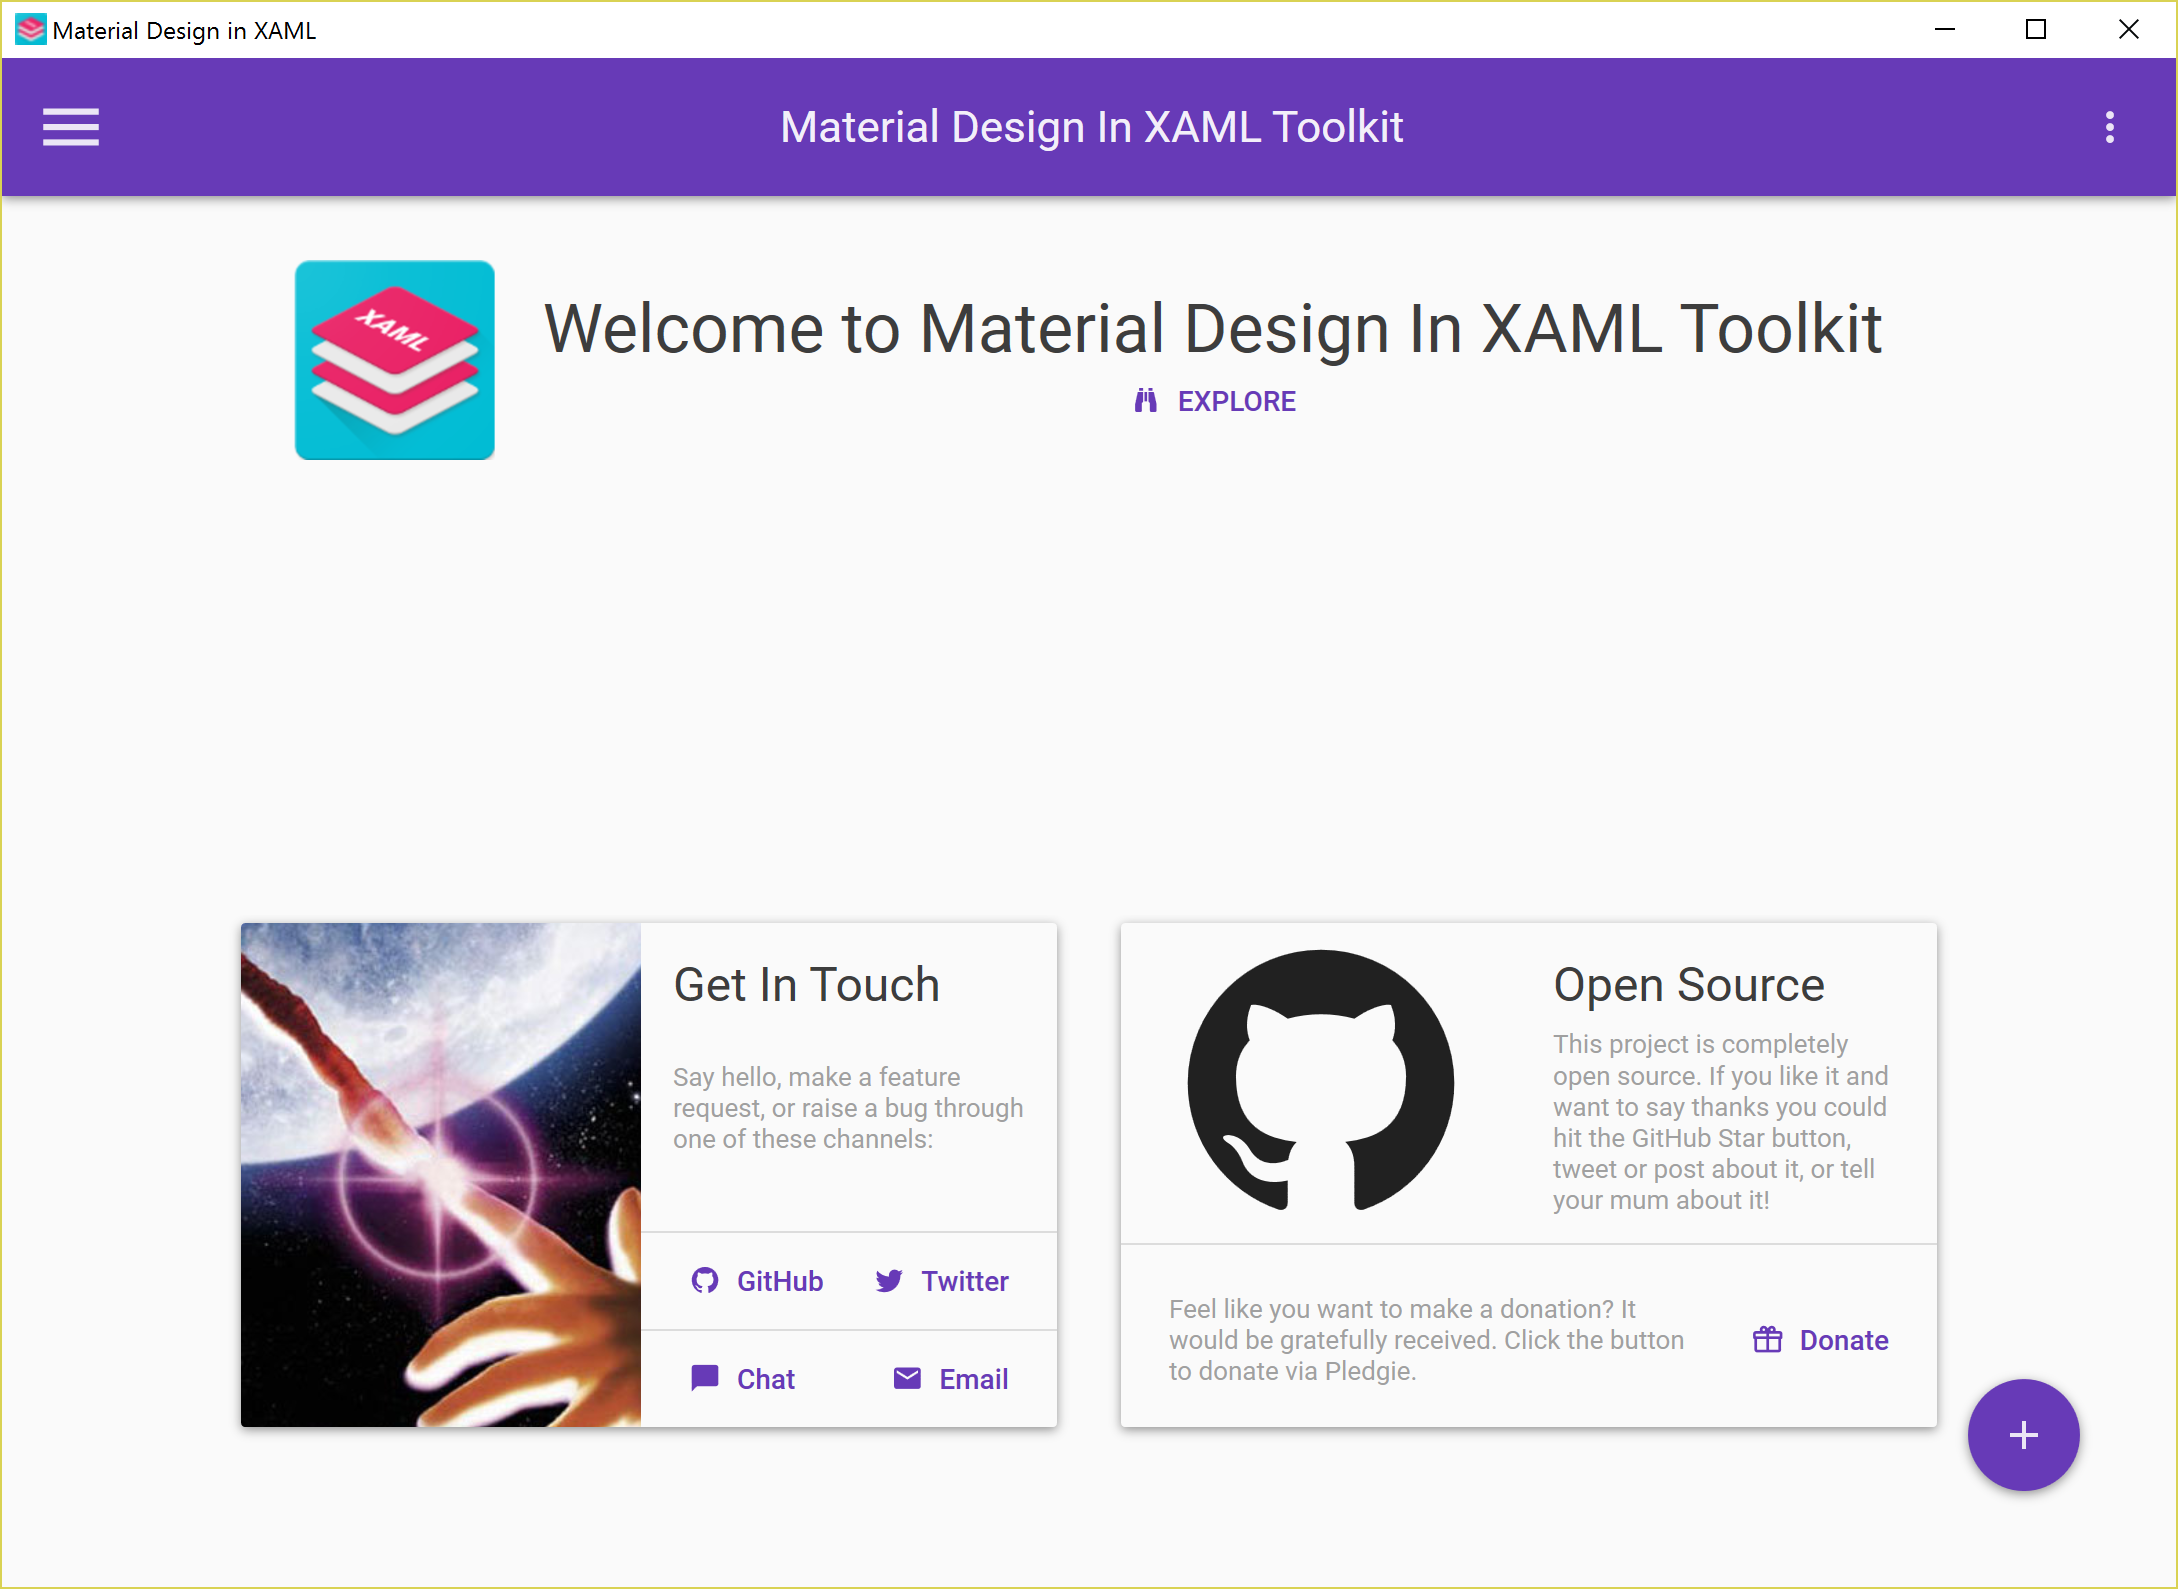 Material Design in XAML
Material Design In XAML Toolkit
XAML
Welcome to Material Design In XAML Toolkit
EXPLORE
Get In Touch
Say hello, make a feature
request, or raise a bug through
one of these channels:
GitHub
Twitter
Chat
Email
Open Source
This project is completely
open source. If you like it and
want to say thanks you could
hit the GitHub Star button,
tweet or post about it, or tell
your mum about it!
Feel like you want to make a donation? It
would be gratefully received. Click the button
to donate via Pledgie.
Donate